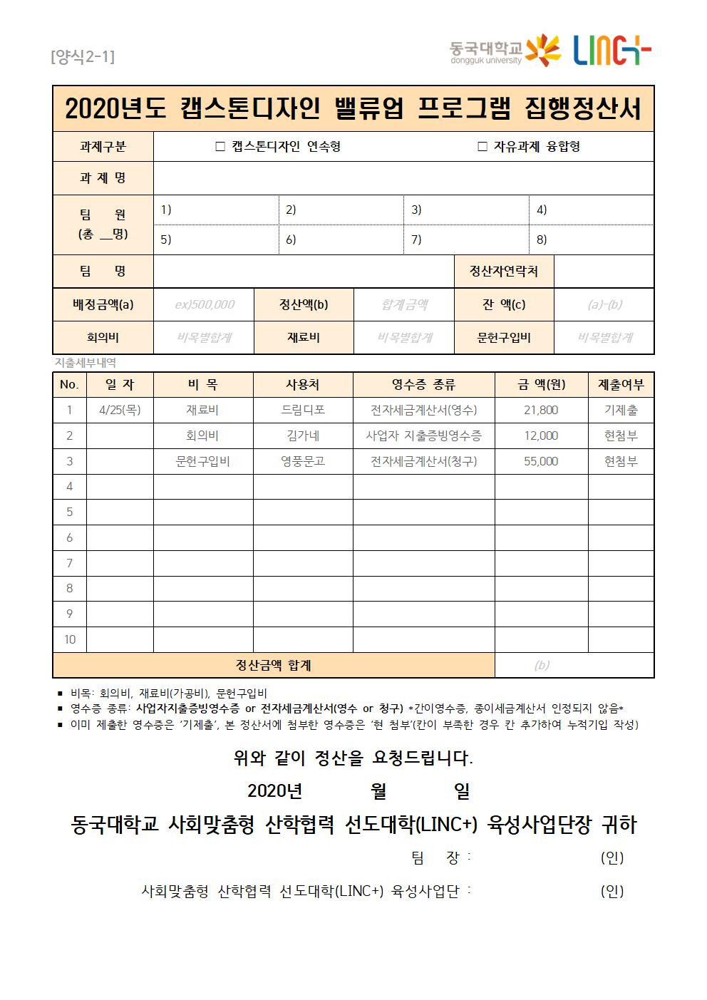 [양식2-1]
동국대학교
dongguk university
LINC+
2020년도 캡스톤디자인 밸류업 프로그램 집행정산서
과제구분 □ 캡스톤디자인 연속형 □ 자유과제 융합형
과 제 명
팀 원
(총 __명)
1) 2) 3) 4)
5) 6) 7) 8)
팀 명 정산자연락처
배정금액(a) ex)500,000 정산액(b) 합계금액 잔 액(c) (a)-(b)
회의비 비목별합계 재료비 비목별합계 문헌구입비 비목별합계
지출세부내역
No. 일 자 비 목 사용처 영수증 종류 금 액(원) 제출여부
1 4/25(목) 재료비 드림디포 전자세금계산서(영수) 21,800 기제출
2 회의비 김가네 사업자 지출증빙영수증 12,000 현첨부
3 문헌구입비 영풍문고 전자세금계산서(청구) 55,000 현첨부
4
5
6
7
8
9
10
정산금액 합계 (b)
■ 비목: 회의비, 재료비(가공비), 문헌구입비
■ 영수증 종류: 사업자지출증빙영수증 or 전자세금계산서(영수 or 청구) *간이영수증, 종이세금계산서 인정되지 않음*
■ 이미 제출한 영수증은 '기제출', 본 정산서에 첨부한 영수증은 '현 첨부'(칸이 부족한 경우 칸 추가하여 누적기입 작성)
위와 같이 정산을 요청드립니다.
2020년 월 일
동국대학교 사회맞춤형 산학협력 선도대학(LINC+) 육성사업단장 귀하
팀 장 : (인)
사회맞춤형 산학협력 선도대학(LINC+) 육성사업단 : (인)